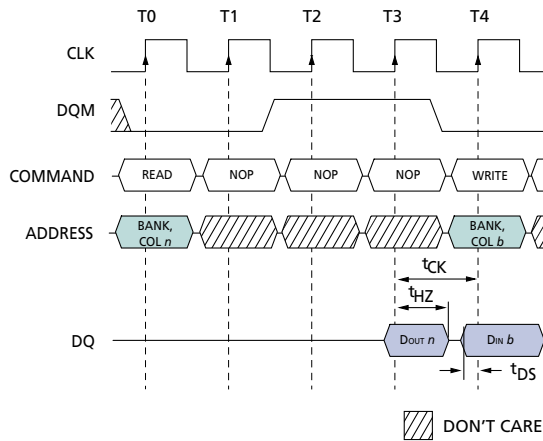 T0 T1 T2 T3 T4
CLK
DQM
COMMAND READ NOP NOP NOP WRITE
ADDRESS BANK, COL n BANK, COL b
tCK
tHZ
DQ DOUT n DIN b
tDS
DON'T CARE